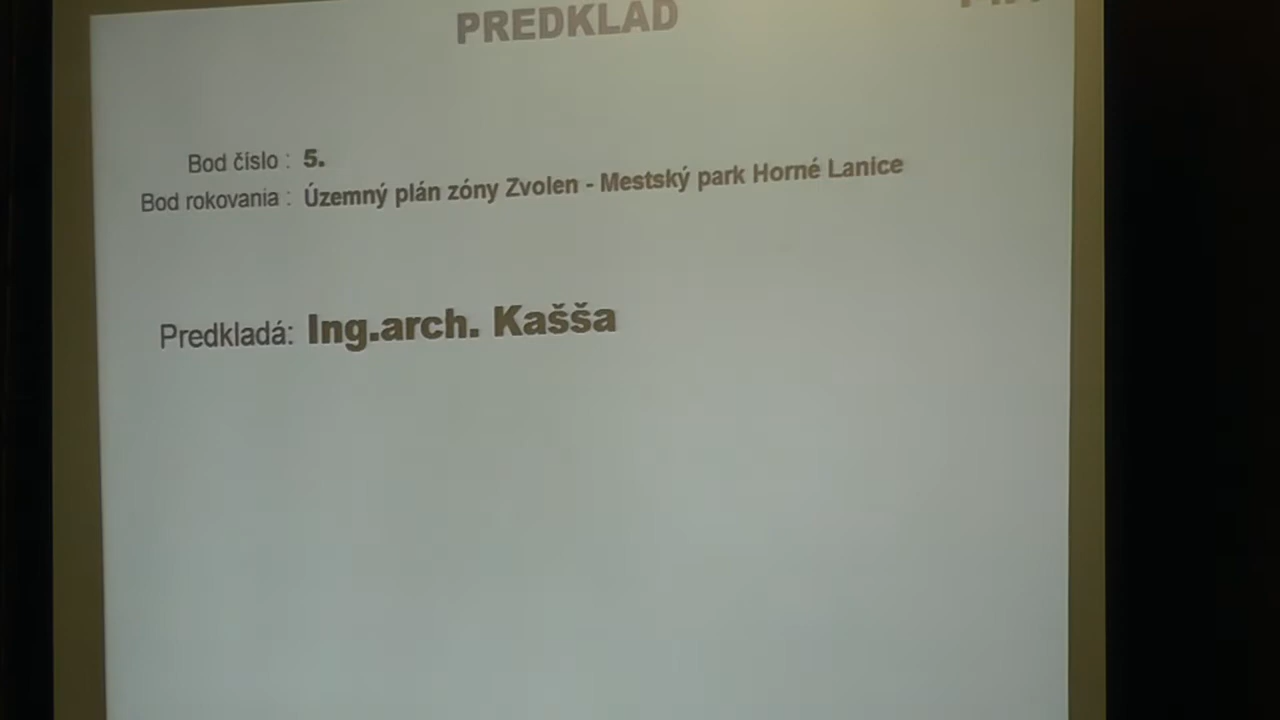 PREDKLAD
Bod číslo : 5.
Bod rokovania : Územný plán zóny Zvolen - Mestský park Horné Lanice
Predkladá: Ing.arch. Kašša